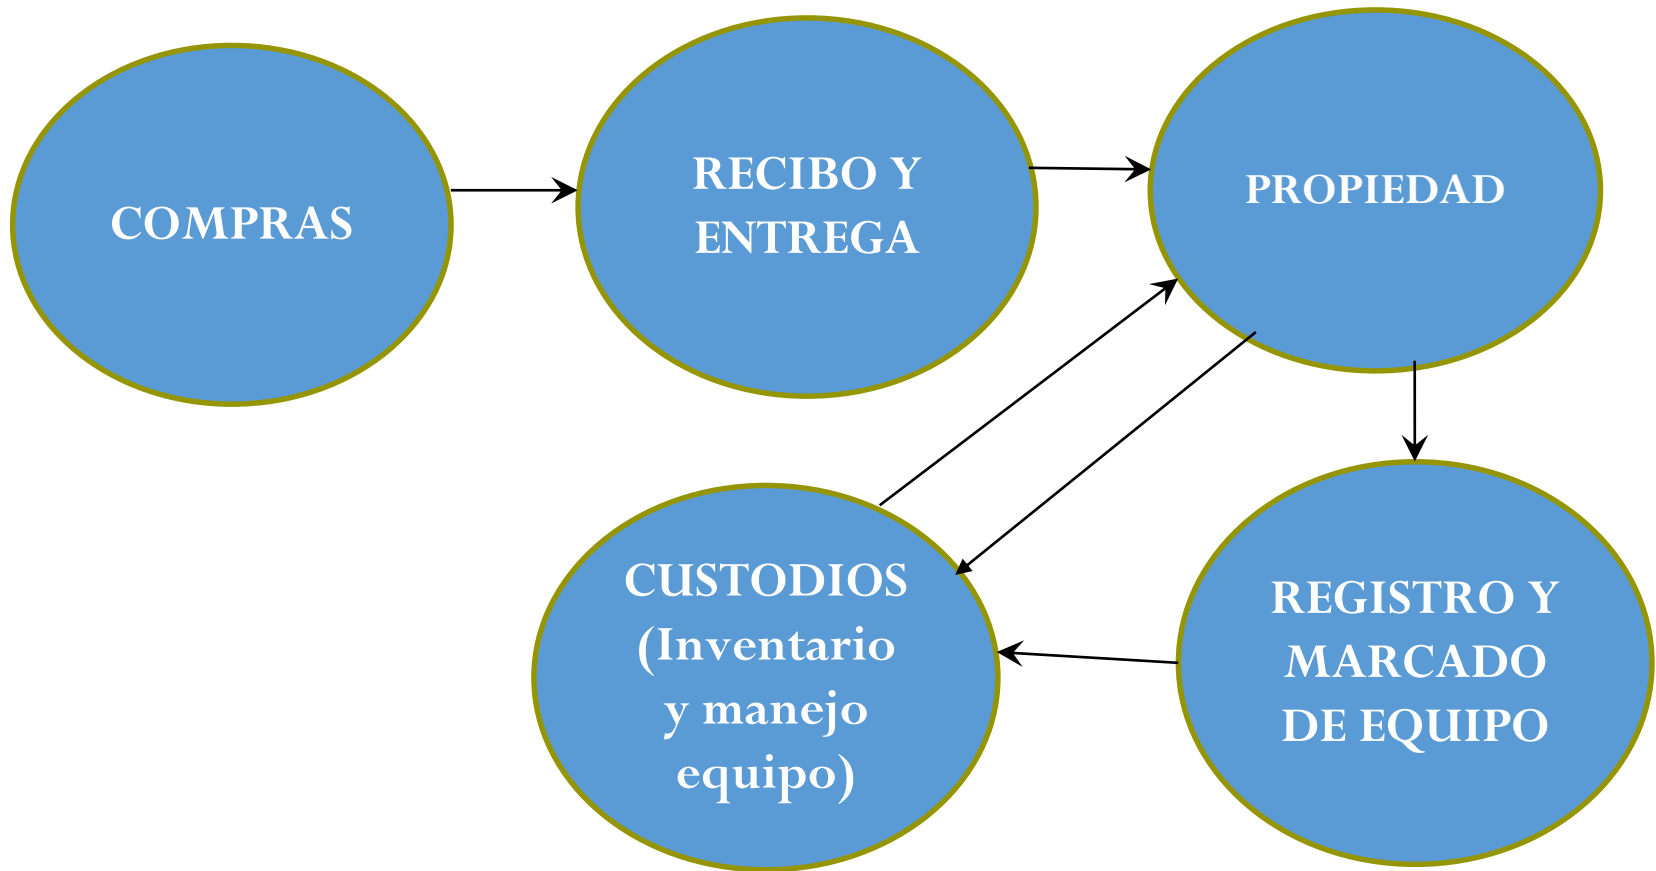 COMPRAS
RECIBO Y
ENTREGA
PROPIEDAD
CUSTODIOS
(Inventario
y manejo
equipo)
REGISTRO Y
MARCADO
DE EQUIPO